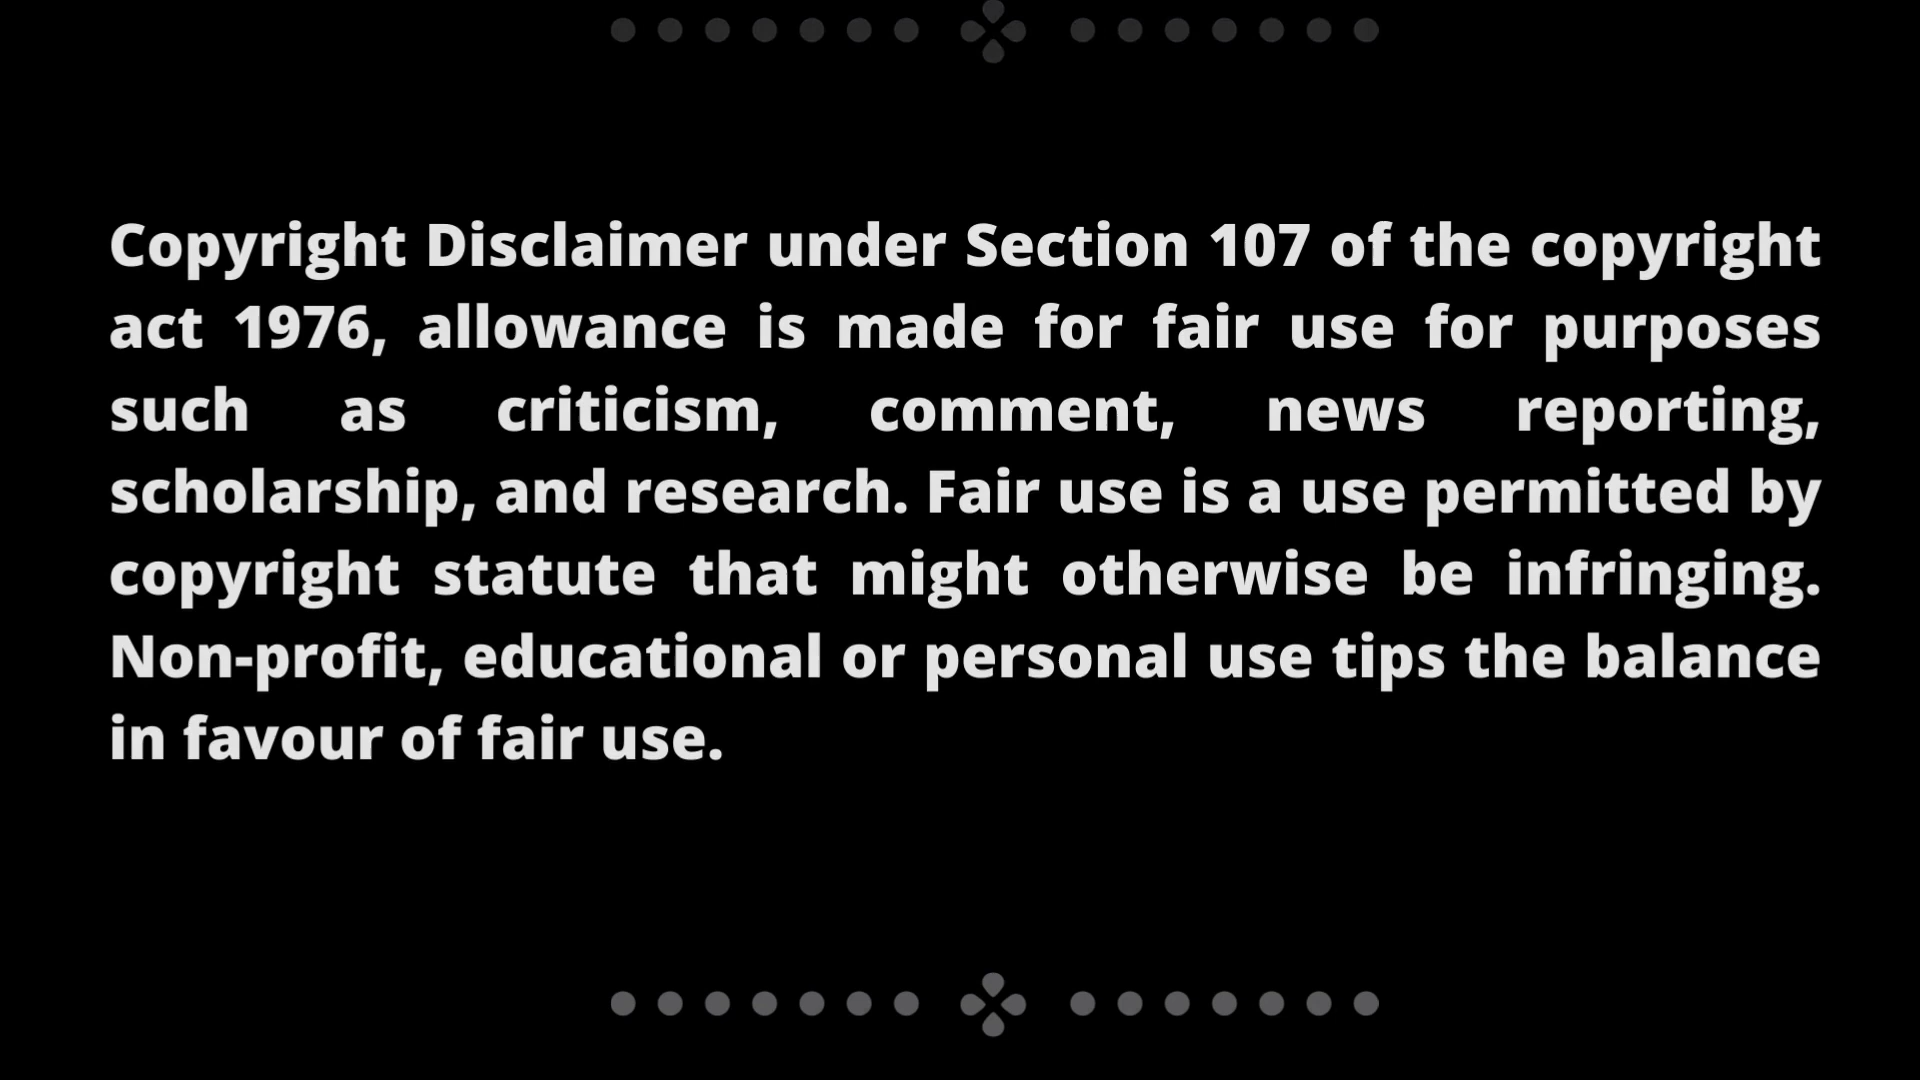 Copyright Disclaimer under Section 107 of the copyright
act 1976, allowance is made for fair use for purposes
such as criticism, comment, news reporting,
scholarship, and research. Fair use is a use permitted by
copyright statute that might otherwise be infringing.
Non-profit, educational or personal use tips the balance
in favour of fair use.